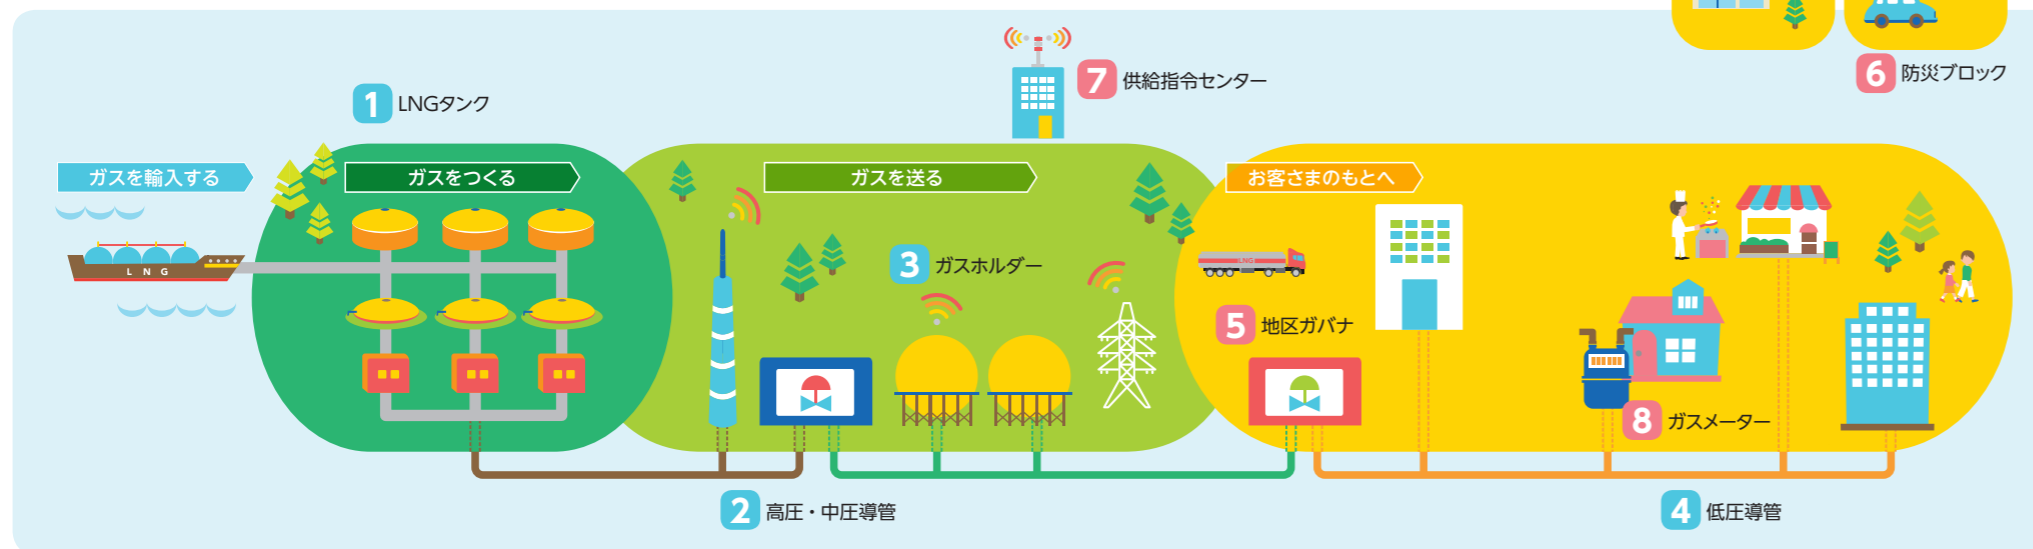 7 供給指令センター
6 防災ブロック
1 LNGタンク
ガスを輸入する
ガスをつくる
ガスを送る
お客さまのもとへ
LNG
3 ガスホルダー
LNG
5 地区ガバナ
8 ガスメーター
2 高圧・中圧導管
4 低圧導管